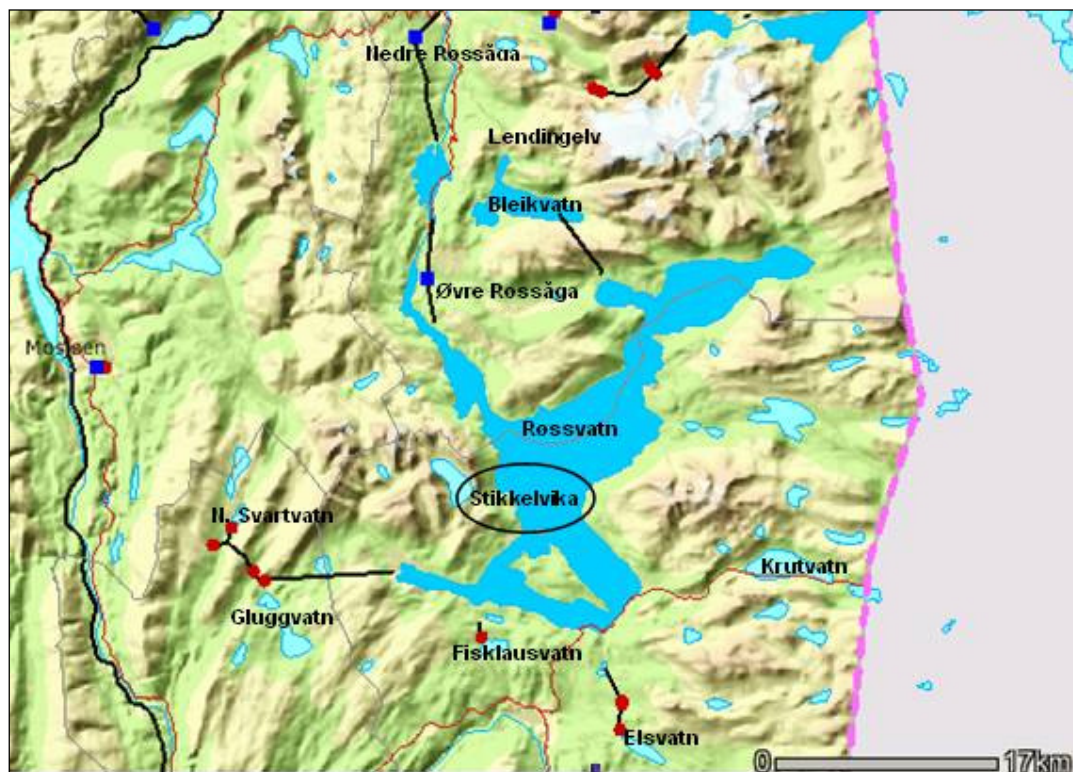 Nedre Rossåga
Lendingelv
Bleikvatn
Øvre Rossåga
Mosjøen
Rossvatn
Stikkelvika
N. Svartvatn
Krutvatn
Gluggvatn
Fisklausvatn
Elsvatn
0 17km